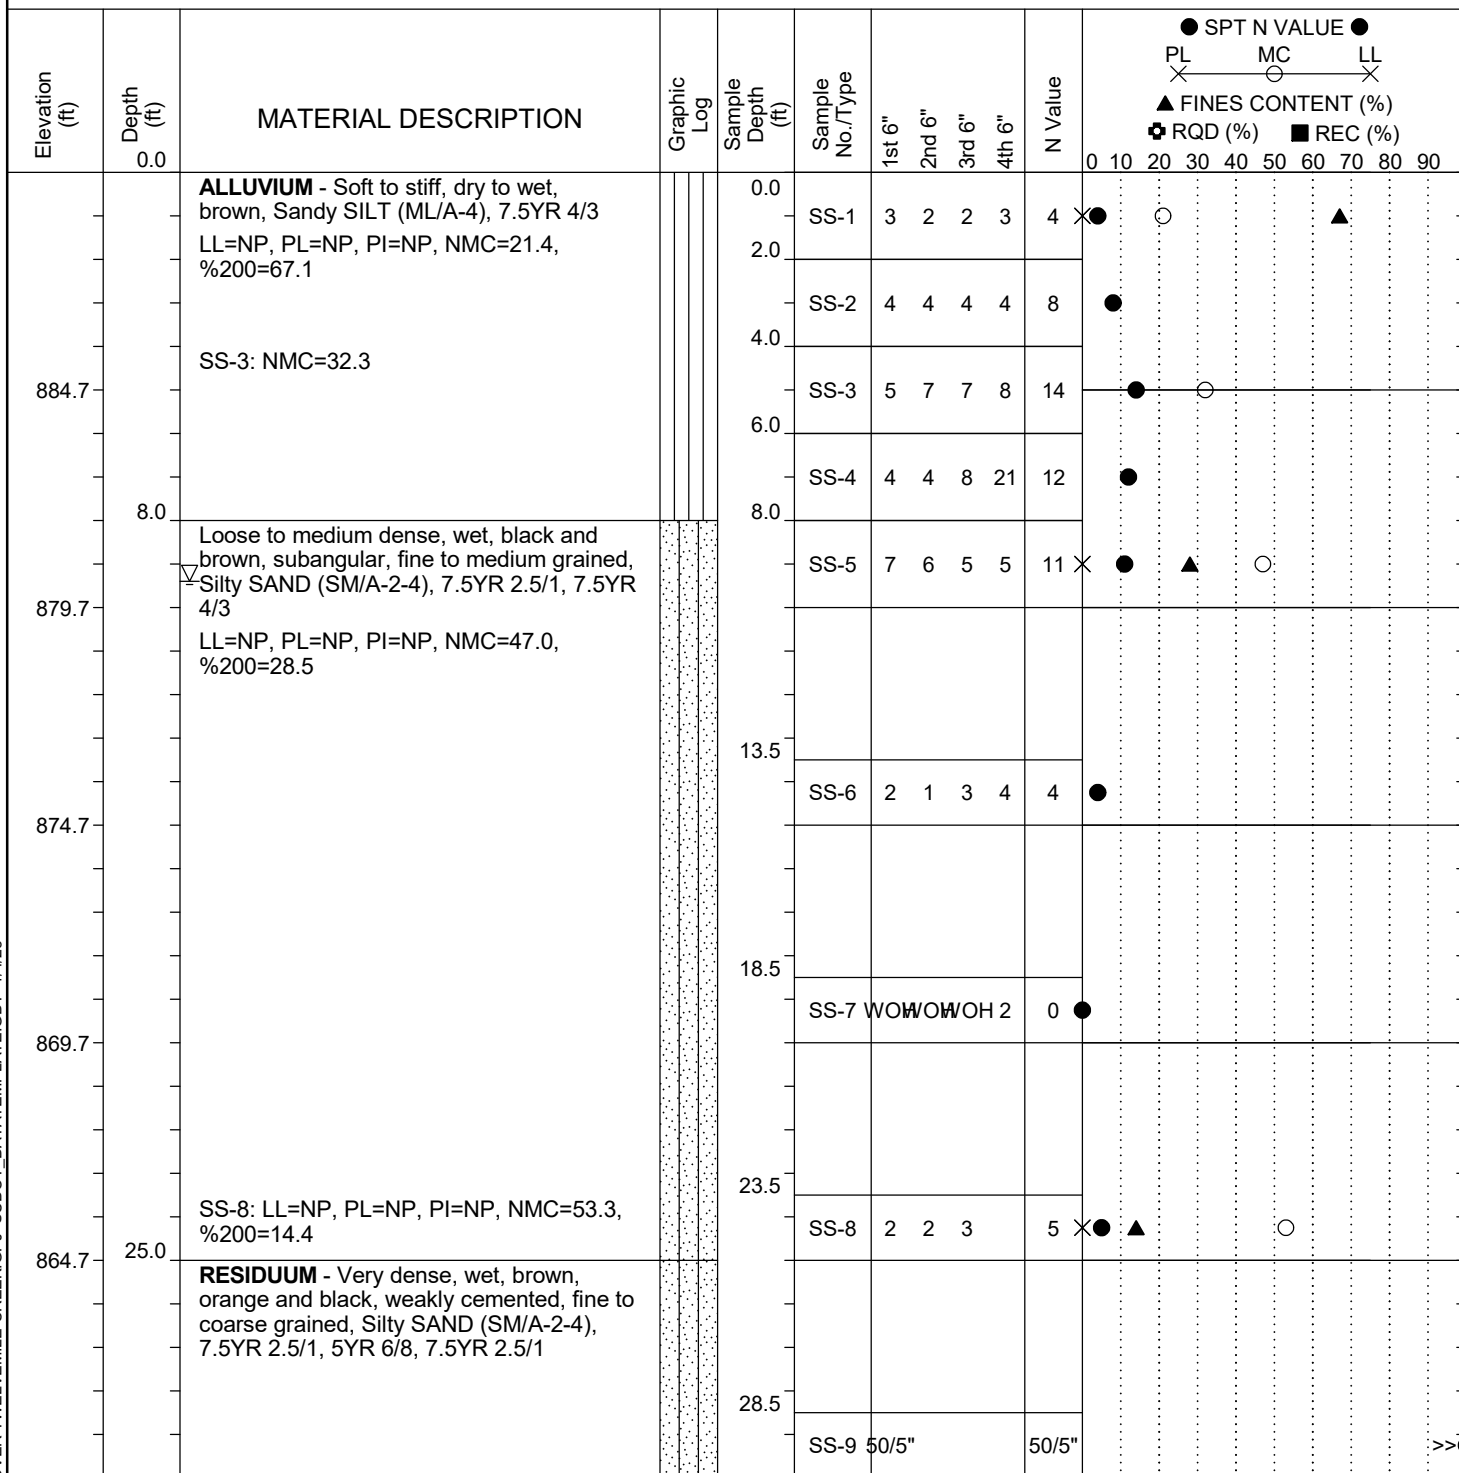 ● SPT N VALUE ●
PL MC LL
▲ FINES CONTENT (%)
RQD (%) ■ REC (%)
Elevation (ft)
Depth (ft)
MATERIAL DESCRIPTION
Graphic Log
Sample Depth (ft)
Sample No./Type
1st 6"
2nd 6"
3rd 6"
4th 6"
N Value
0.0
0 10 20 30 40 50 60 70 80 90
ALLUVIUM - Soft to stiff, dry to wet,
brown, Sandy SILT (ML/A-4), 7.5YR 4/3
LL=NP, PL=NP, PI=NP, NMC=21.4,
%200=67.1
0.0
SS-1 3 2 2 3 4
2.0
SS-2 4 4 4 4 8
4.0
SS-3: NMC=32.3
884.7
SS-3 5 7 7 8 14
6.0
SS-4 4 4 8 21 12
8.0
8.0
Loose to medium dense, wet, black and
brown, subangular, fine to medium grained,
Silty SAND (SM/A-2-4), 7.5YR 2.5/1, 7.5YR
4/3
SS-5 7 6 5 5 11
879.7
LL=NP, PL=NP, PI=NP, NMC=47.0,
%200=28.5
13.5
SS-6 2 1 3 4 4
874.7
18.5
SS-7 WOH WOH WOH 2 0
869.7
23.5
SS-8: LL=NP, PL=NP, PI=NP, NMC=53.3,
%200=14.4
SS-8 2 2 3 5
864.7
25.0
RESIDUUM - Very dense, wet, brown,
orange and black, weakly cemented, fine to
coarse grained, Silty SAND (SM/A-2-4),
7.5YR 2.5/1, 5YR 6/8, 7.5YR 2.5/1
28.5
SS-9 50/5" 50/5"
>>